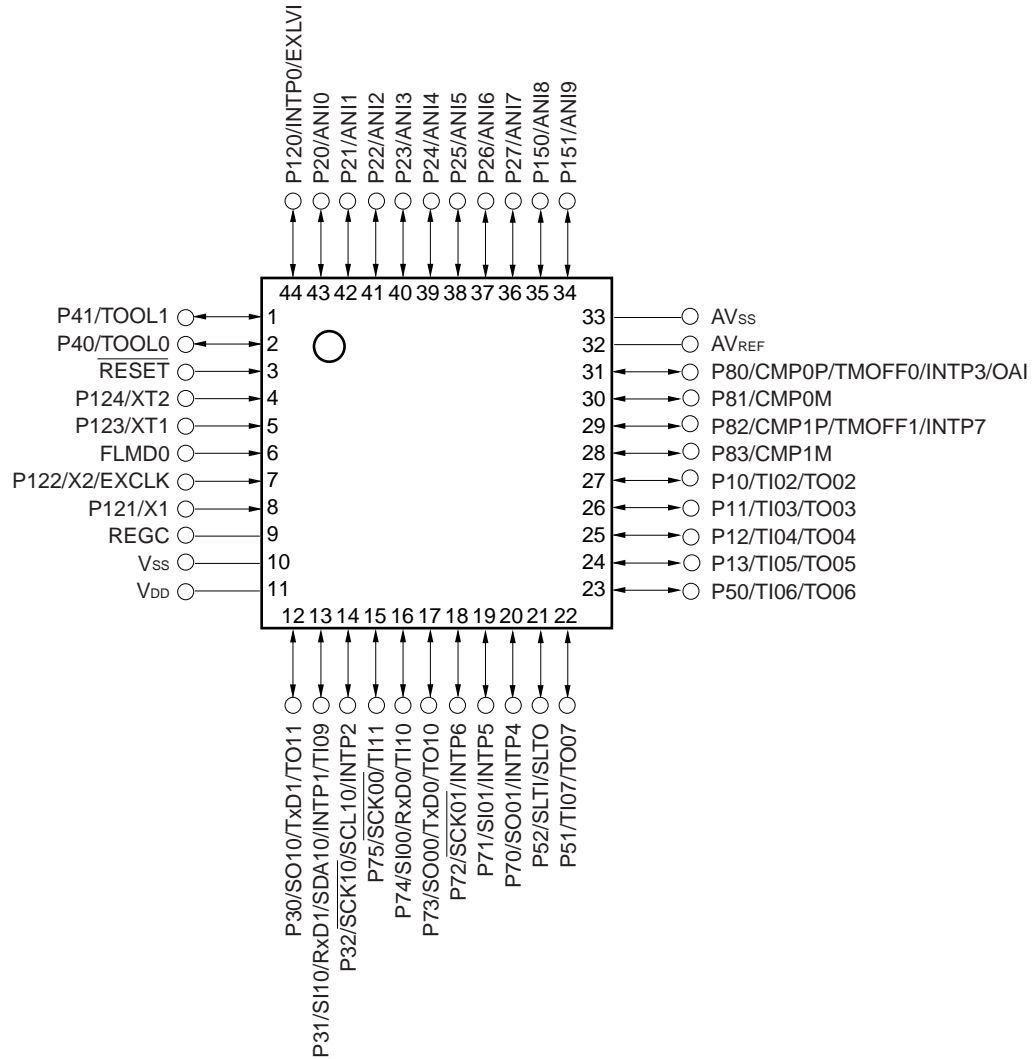 P120/INTP0/EXLVI
P20/ANI0
P21/ANI1
P22/ANI2
P23/ANI3
P24/ANI4
P25/ANI5
P26/ANI6
P27/ANI7
P150/ANI8
P151/ANI9
44 43 42 41 40 39 38 37 36 35 34
P41/TOOL1 1
P40/TOOL0 2
RESET 3
P124/XT2 4
P123/XT1 5
FLMD0 6
P122/X2/EXCLK 7
P121/X1 8
REGC 9
VSS 10
VDD 11
33 AVSS
32 AVREF
31 P80/CMP0P/TMOFF0/INTP3/OAI
30 P81/CMP0M
29 P82/CMP1P/TMOFF1/INTP7
28 P83/CMP1M
27 P10/TI02/TO02
26 P11/TI03/TO03
25 P12/TI04/TO04
24 P13/TI05/TO05
23 P50/TI06/TO06
12 13 14 15 16 17 18 19 20 21 22
P30/SO10/TxD1/TO11
P31/SI10/RxD1/SDA10/INTP1/TI09
P32/SCK10/SCL10/INTP2
P75/SCK00/TI11
P74/SI00/RxD0/TI10
P73/SO00/TxD0/TO10
P72/SCK01/INTP6
P71/SI01/INTP5
P70/SO01/INTP4
P52/SLTI/SLTO
P51/TI07/TO07